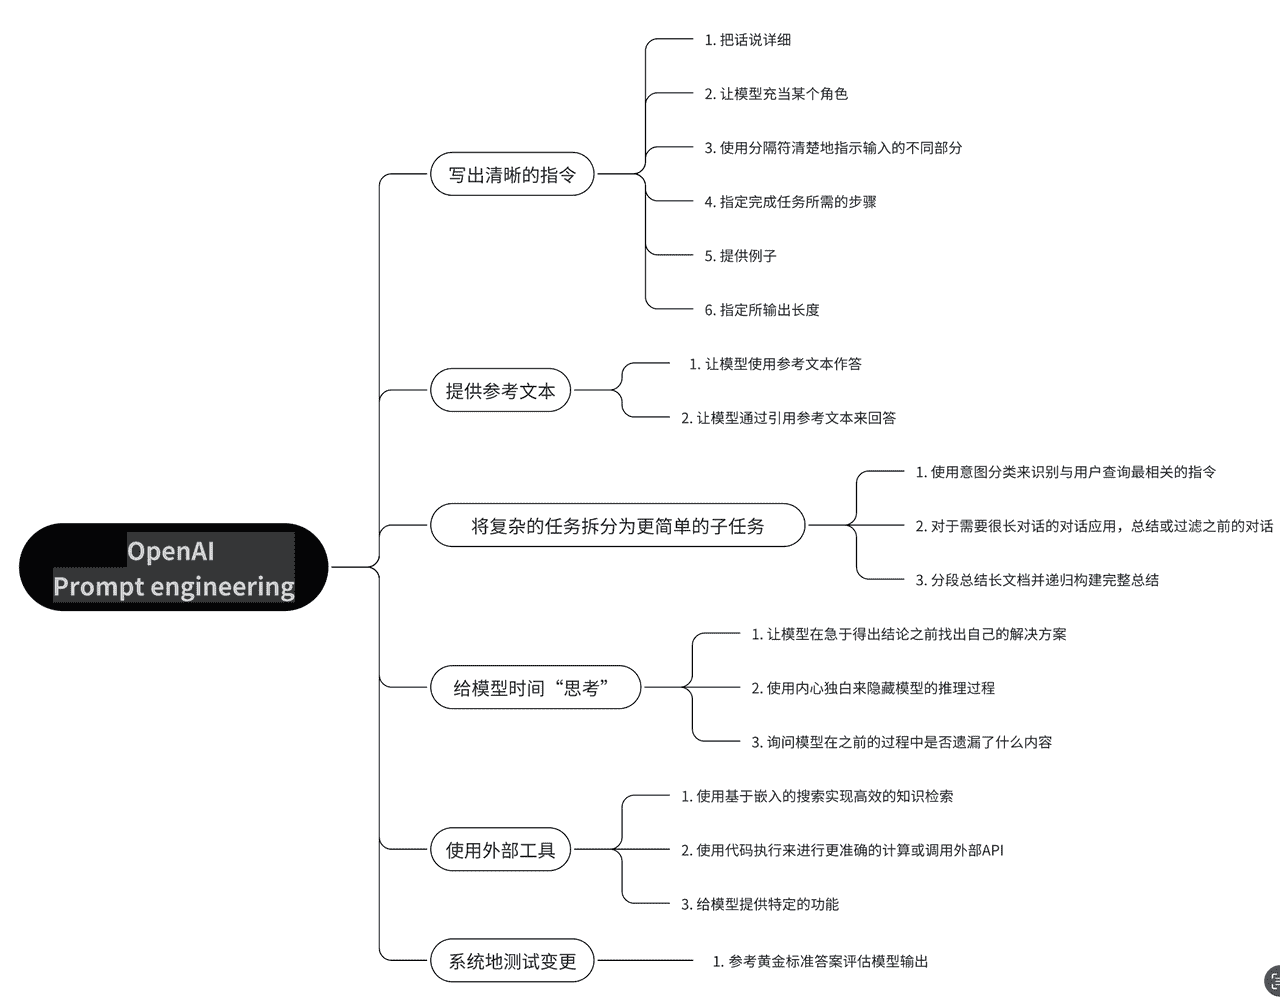 OpenAI
Prompt engineering
写出清晰的指令
1. 把话说详细
2. 让模型充当某个角色
3. 使用分隔符清楚地指示输入的不同部分
4. 指定完成任务所需的步骤
5. 提供例子
6. 指定所输出长度
提供参考文本
1. 让模型使用参考文本作答
2. 让模型通过引用参考文本来回答
将复杂的任务拆分为更简单的子任务
1. 使用意图分类来识别与用户查询最相关的指令
2. 对于需要很长对话的对话应用，总结或过滤之前的对话
3. 分段总结长文档并递归构建完整总结
给模型时间“思考”
1. 让模型在急于得出结论之前找出自己的解决方案
2. 使用内心独白来隐藏模型的推理过程
3. 询问模型在之前的过程中是否遗漏了什么内容
使用外部工具
1. 使用基于嵌入的搜索实现高效的知识检索
2. 使用代码执行来进行更准确的计算或调用外部API
3. 给模型提供特定的功能
系统地测试变更
1. 参考黄金标准答案评估模型输出